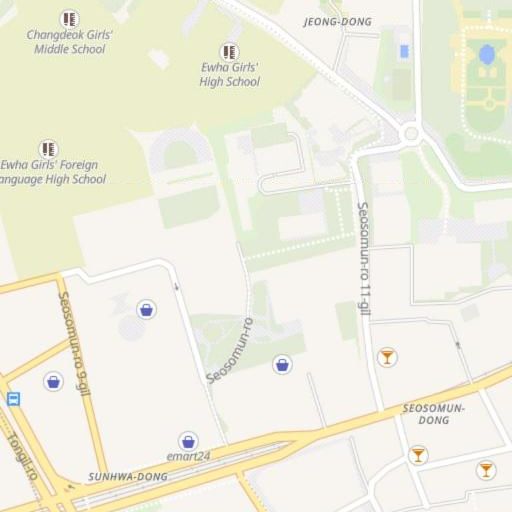 JEONG-DONG
Changdeok Girls'
Middle School
Ewha Girls'
High School
Ewha Girls' Foreign
anguage High School
Seosomun-ro 11-gil
Seosomun-ro 9-gil
Seosomun-ro
Tongil-ro
SEOSOMUN-
DONG
emart24
SUNHWA-DONG